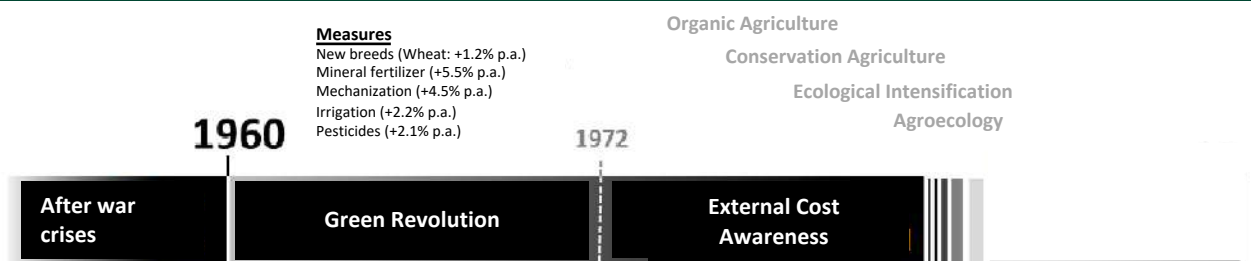 Organic Agriculture
Measures
New breeds (Wheat: +1.2% p.a.)
Conservation Agriculture
Mineral fertilizer (+5.5% p.a.)
Mechanization (+4.5% p.a.)
Ecological Intensification
Irrigation (+2.2% p.a.)
Agroecology
Pesticides (+2.1% p.a.)
1960
1972
After war
crises
Green Revolution
External Cost
Awareness